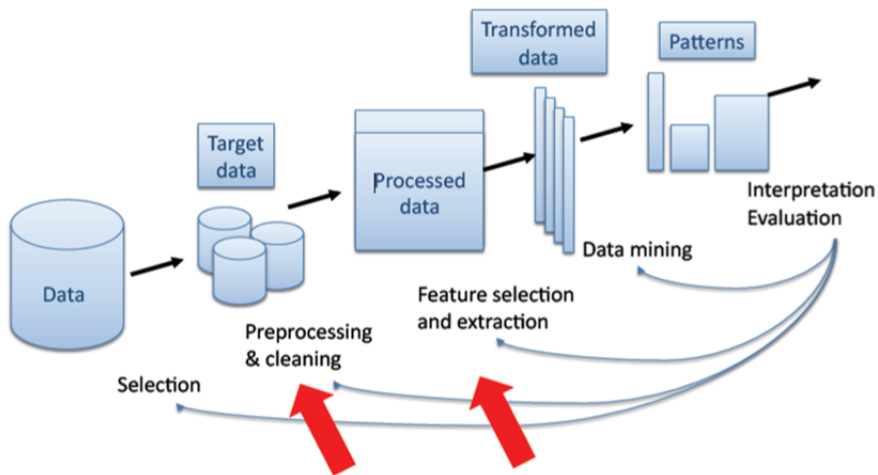 Transformed
data
Patterns
Target
data
Processed
data
Data
Interpretation
Evaluation
Data mining
Feature selection
and extraction
Preprocessing
& cleaning
Selection